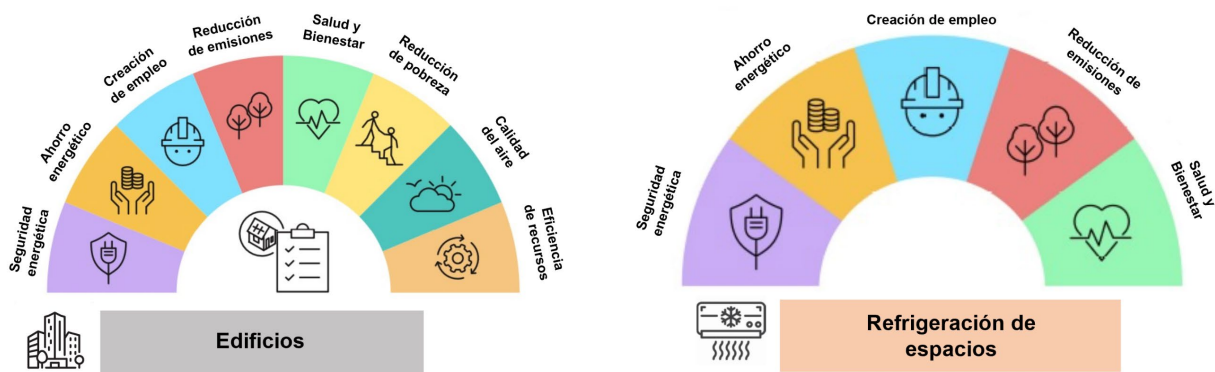 Seguridad
energética
Ahorro
energético
Creación
de empleo
Reducción
de emisiones
Salud y
Bienestar
Reducción
de pobreza
Calidad
del aire
Eficiencia
de recursos
Edificios
Seguridad
energética
Ahorro
energético
Creación de empleo
Reducción de
emisiones
Salud y
Bienestar
Refrigeración de
espacios